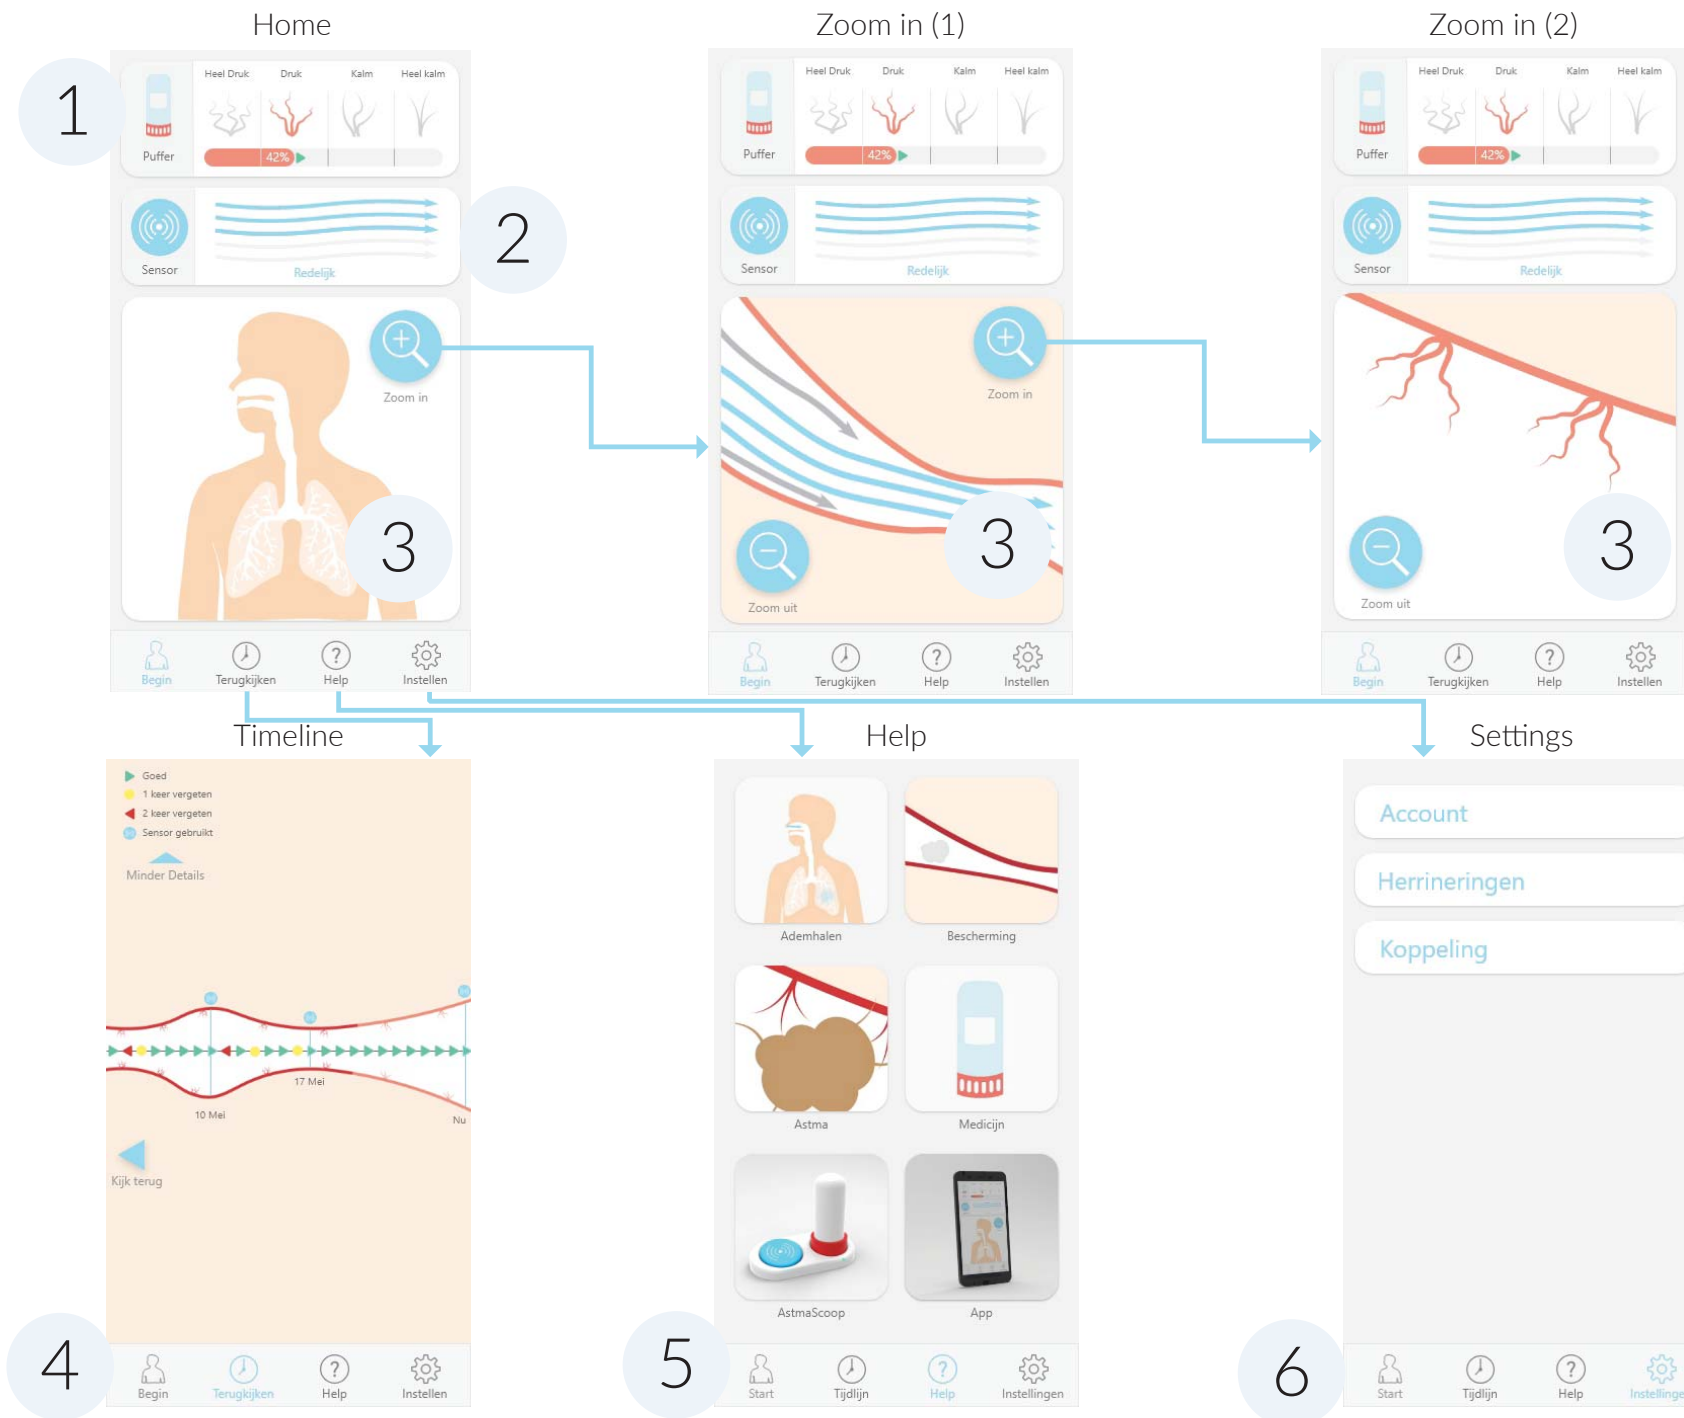 Home
Zoom in (1)
Zoom in (2)
1
Puffer
Heel Druk
Druk
Kalm
Heel kalm
42%
Sensor
Redelijk
2
Zoom in
3
Begin
Terugkijken
Help
Instellen
Puffer
Heel Druk
Druk
Kalm
Heel kalm
42%
Sensor
Redelijk
Zoom in
3
Zoom uit
Begin
Terugkijken
Help
Instellen
Puffer
Heel Druk
Druk
Kalm
Heel kalm
42%
Sensor
Redelijk
3
Zoom uit
Begin
Terugkijken
Help
Instellen
Timeline
Goed
1 keer vergeten
2 keer vergeten
Sensor gebruikt
Minder Details
17 Mei
10 Mei
Nu
Kijk terug
4
Begin
Terugkijken
Help
Instellen
Help
Ademhalen
Bescherming
Astma
Medicijn
AstmaScoop
App
5
Start
Tijdlijn
Help
Instellingen
Settings
Account
Herrineringen
Koppeling
6
Start
Tijdlijn
Help
Instellinge